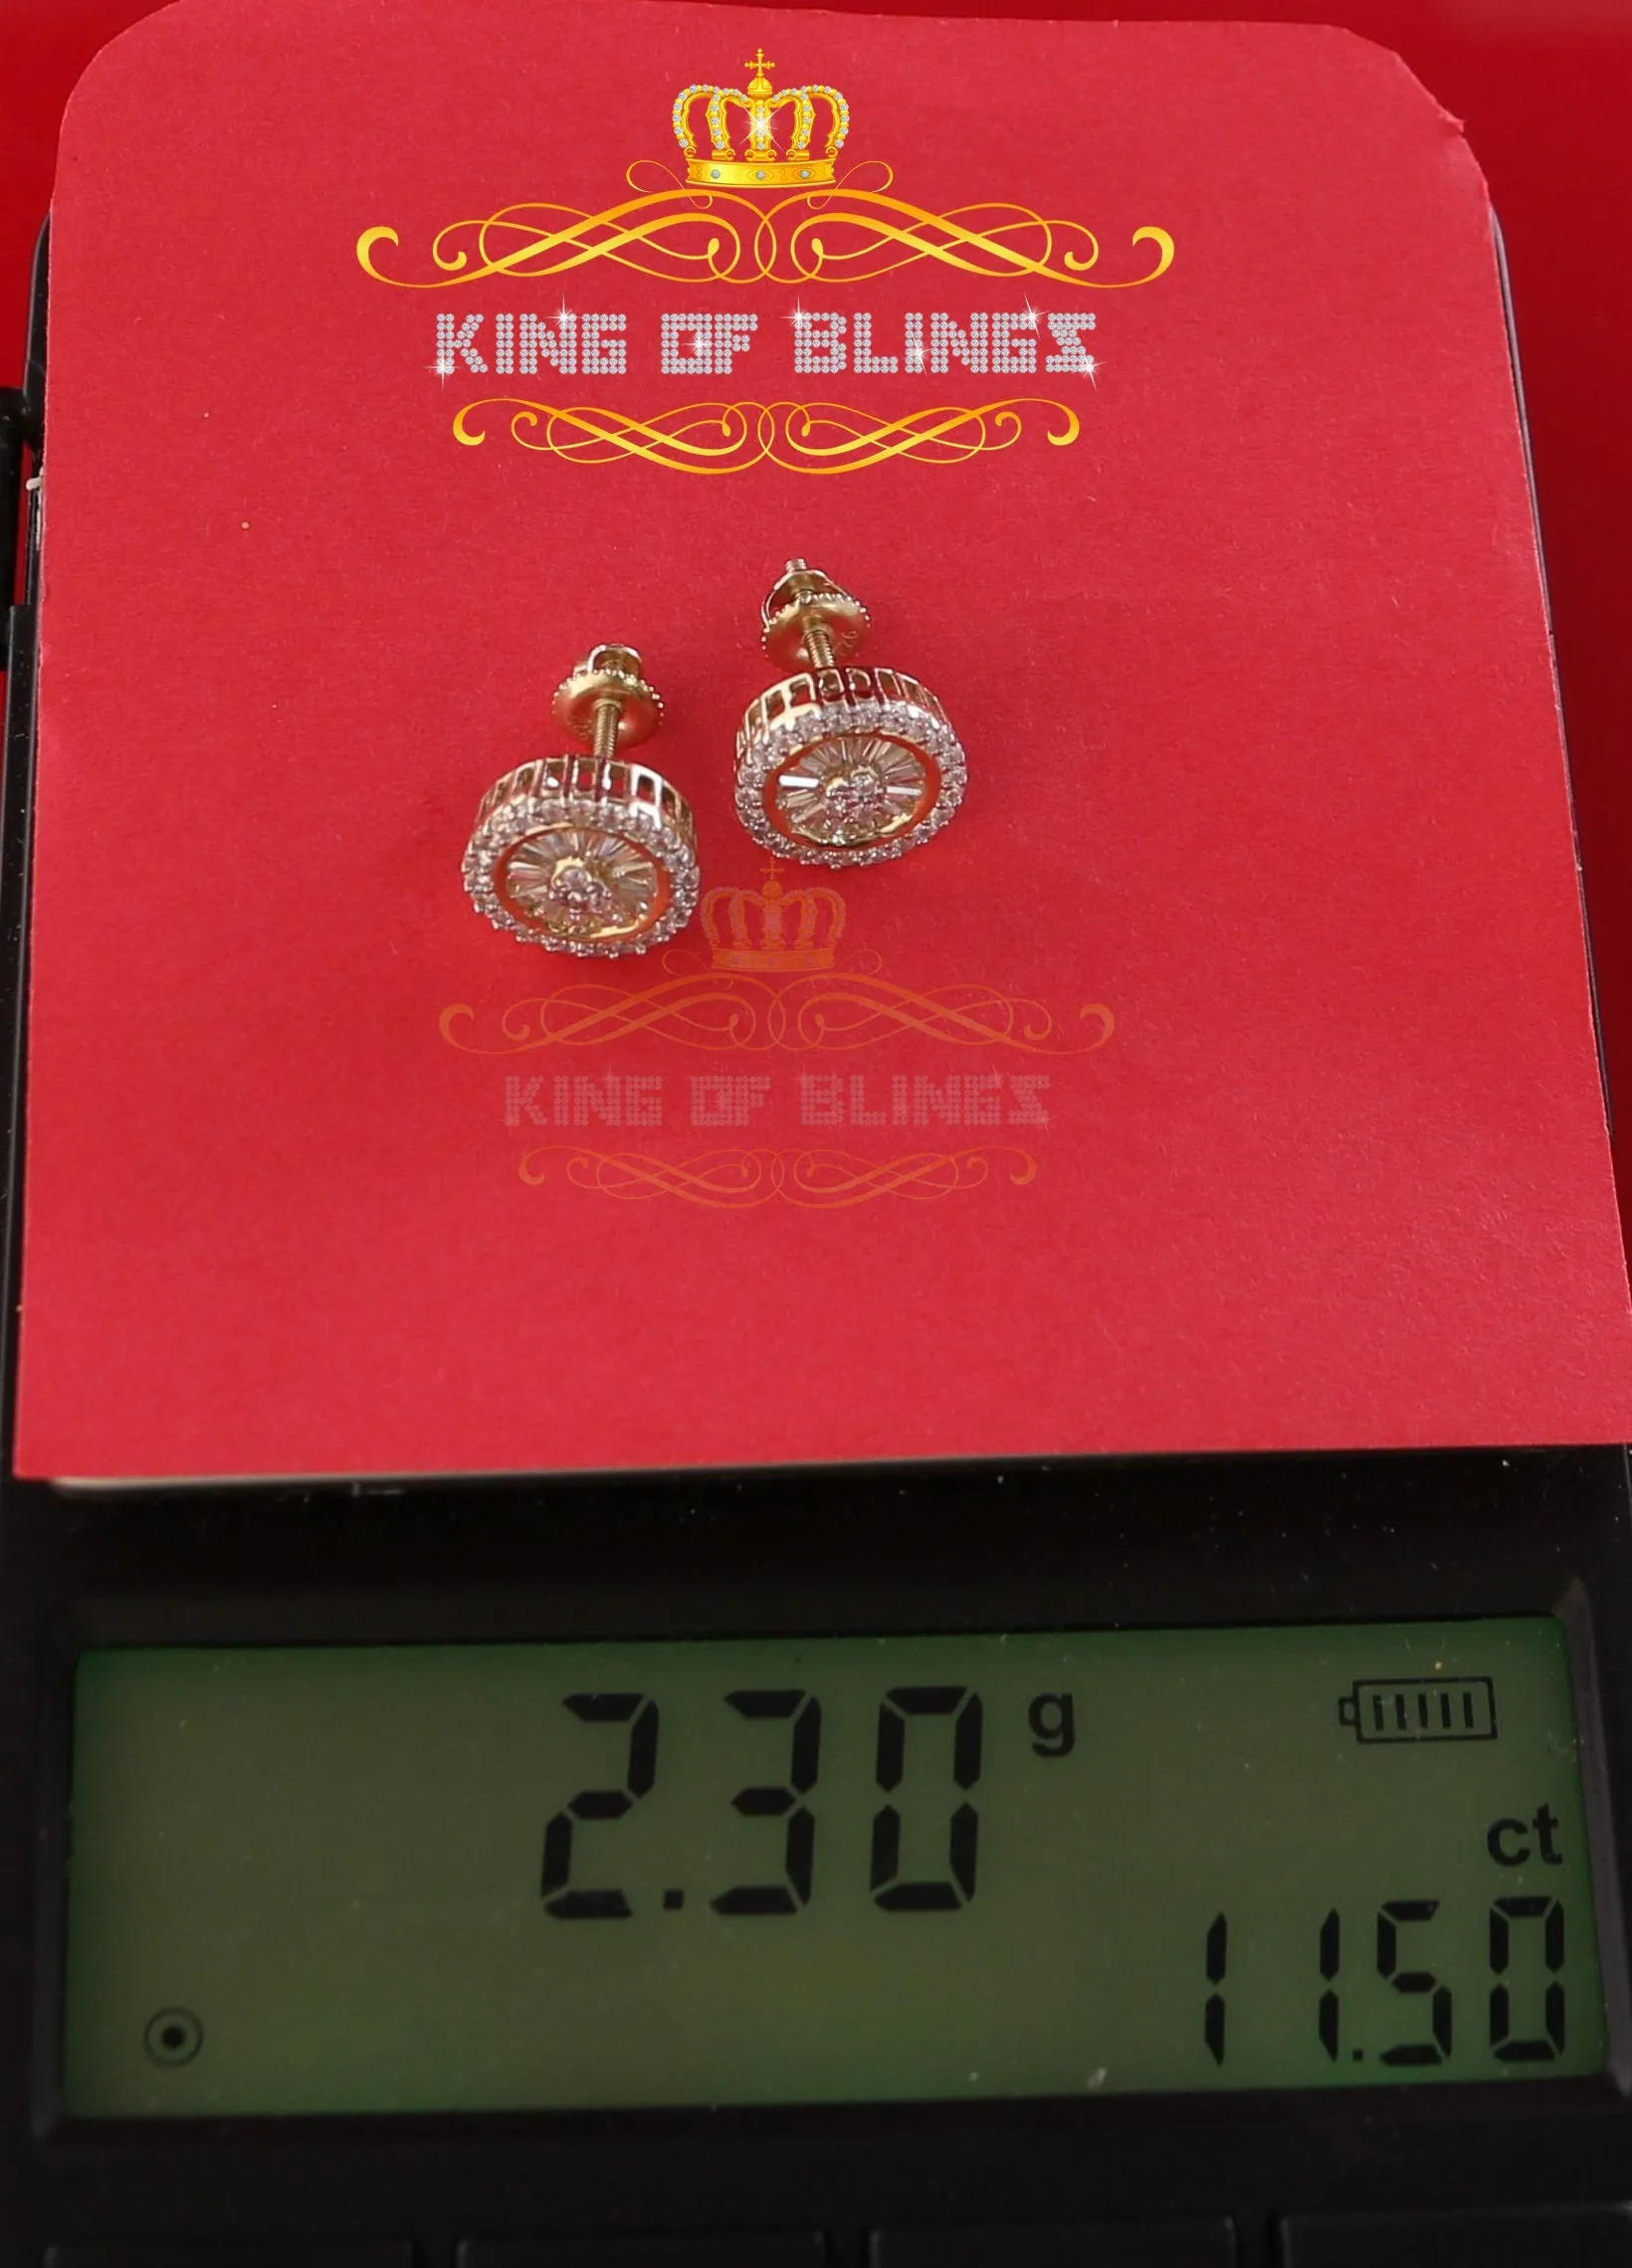 KING OF BLINGS
KING OF BLINGS
2.30 g
ct
11.50